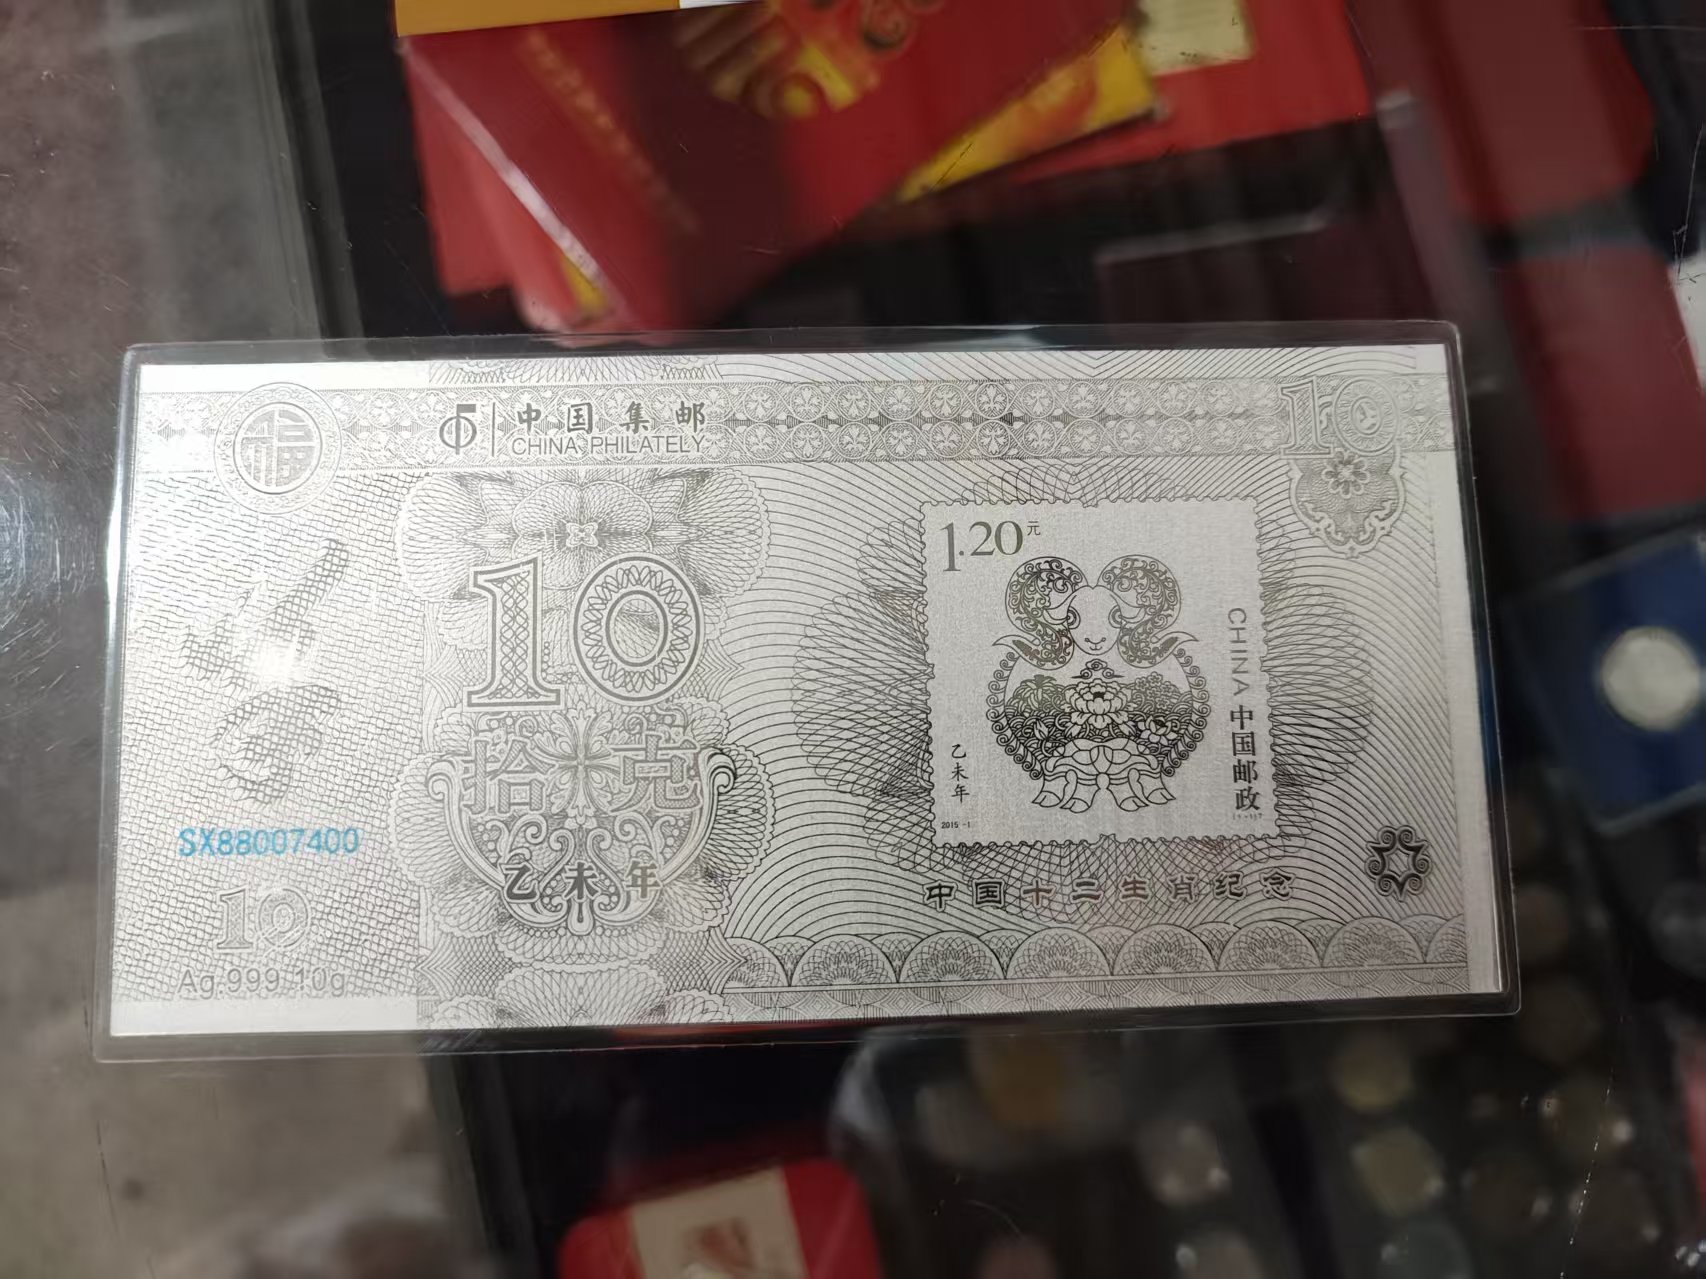 福
中国集邮
CHINA PHILATELY
10
10
拾 克
乙未年
SX88007400
10
Ag.999 10g
1.20元
CHINA 中国邮政
乙未年
2015-1
中国十二生肖纪念